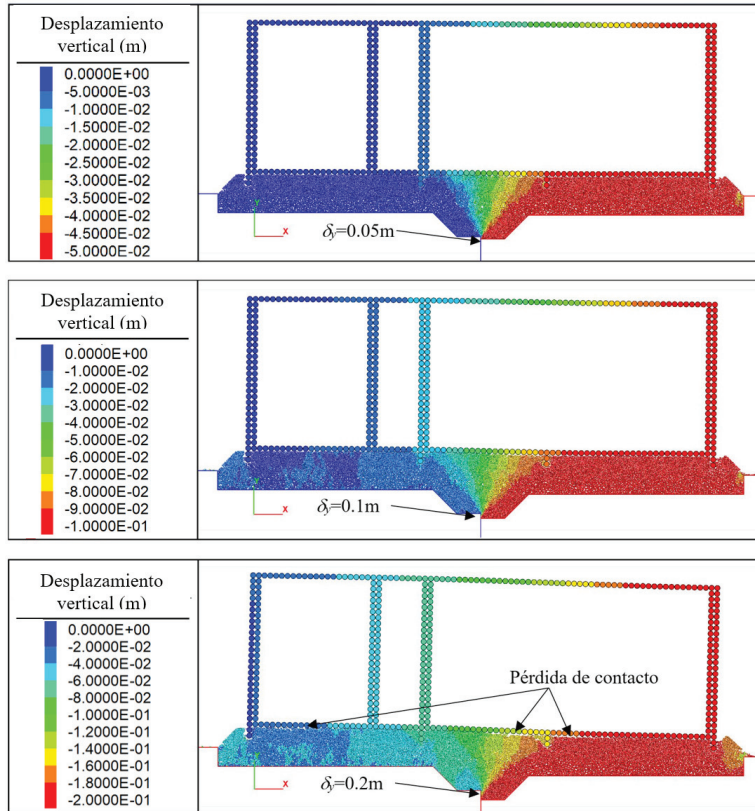 Desplazamiento
vertical (m)
0.0000E+00
-5.0000E-03
-1.0000E-02
-1.5000E-02
-2.0000E-02
-2.5000E-02
-3.0000E-02
-3.5000E-02
-4.0000E-02
-4.5000E-02
-5.0000E-02
y
x
δy=0.05m
Desplazamiento
vertical (m)
0.0000E+00
-1.0000E-02
-2.0000E-02
-3.0000E-02
-4.0000E-02
-5.0000E-02
-6.0000E-02
-7.0000E-02
-8.0000E-02
-9.0000E-02
-1.0000E-01
y
x
δy=0.1m
Desplazamiento
vertical (m)
0.0000E+00
-2.0000E-02
-4.0000E-02
-6.0000E-02
-8.0000E-02
-1.0000E-01
-1.2000E-01
-1.4000E-01
-1.6000E-01
-1.8000E-01
-2.0000E-01
Pérdida de contacto
y
x
δy=0.2m